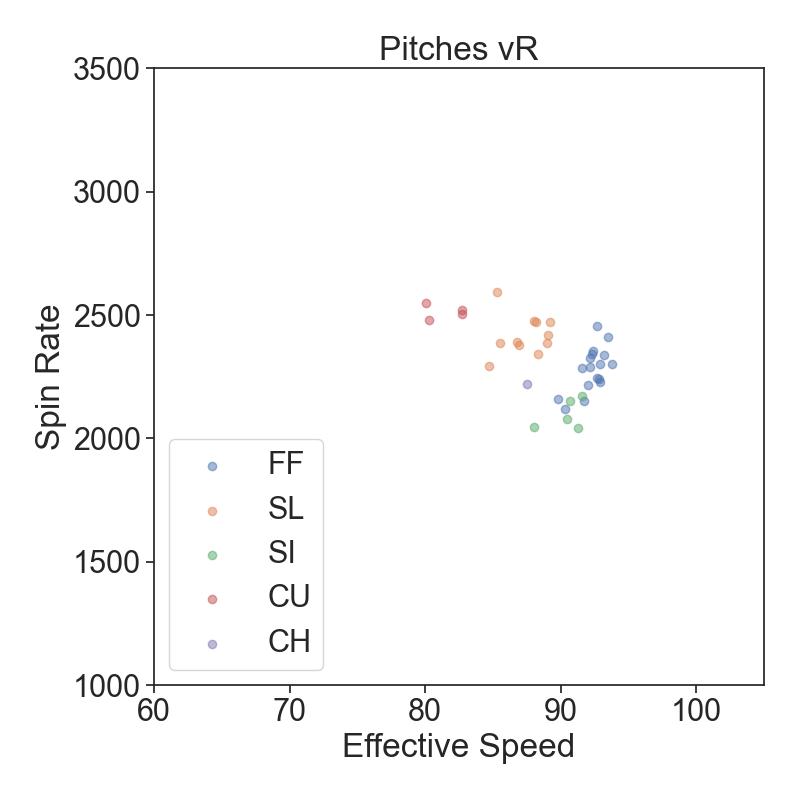 Pitches vR
3500
3000
2500
2000
1500
1000
Spin Rate
FF
SL
SI
CU
CH
60 70 80 90 100
Effective Speed